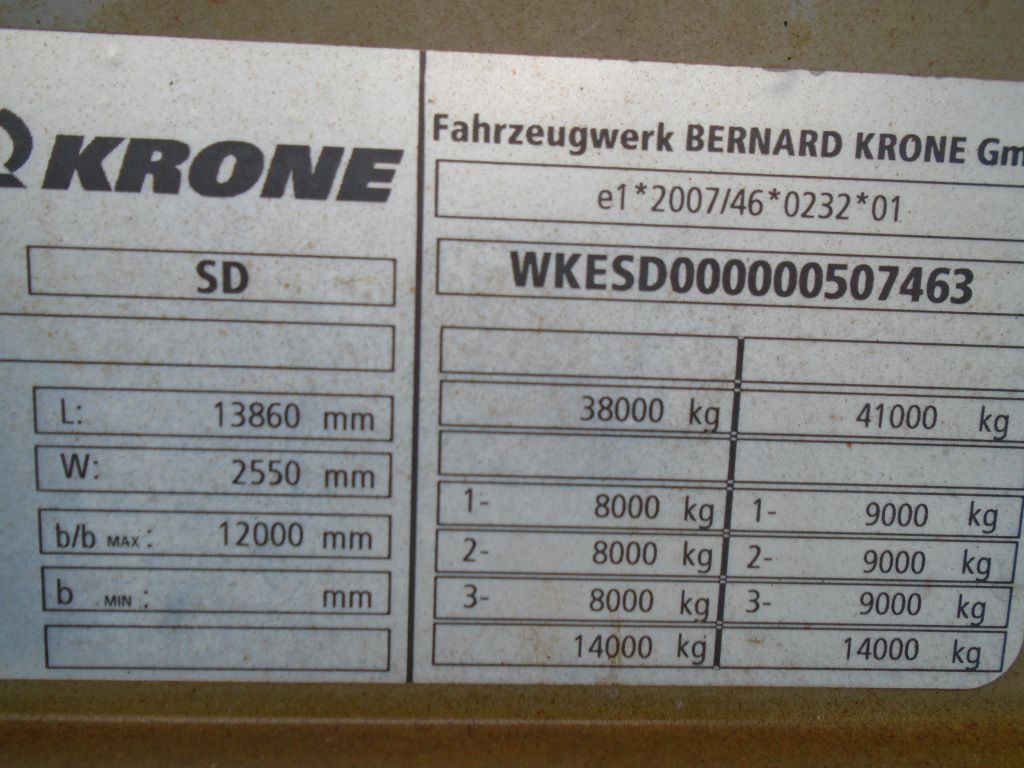 KRONE
SD
L: 13860 mm
W: 2550 mm
b/b MAX : 12000 mm
b MIN : mm
Fahrzeugwerk BERNARD KRONE Gm
e1*2007/46*0232*01
WKESD000000507463
38000 kg 41000 kg
1- 8000 kg 1- 9000 kg
2- 8000 kg 2- 9000 kg
3- 8000 kg 3- 9000 kg
14000 kg 14000 kg